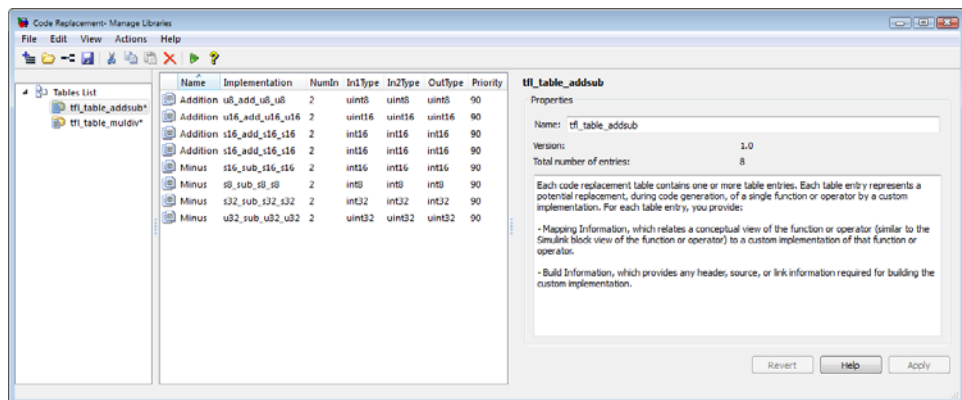 Code Replacement- Manage Libraries
File Edit View Actions Help
Tables List
tfl_table_addsub*
tfl_table_muldiv*
Name Implementation NumIn In1Type In2Type OutType Priority
Addition u8_add_u8_u8 2 uint8 uint8 uint8 90
Addition u16_add_u16_u16 2 uint16 uint16 uint16 90
Addition s16_add_s16_s16 2 int16 int16 int16 90
Addition s16_add_s16_s16 2 int16 int16 int16 90
Minus s16_sub_s16_s16 2 int16 int16 int16 90
Minus s8_sub_s8_s8 2 int8 int8 int8 90
Minus s32_sub_s32_s32 2 int32 int32 int32 90
Minus u32_sub_u32_u32 2 uint32 uint32 uint32 90
tfl_table_addsub
Properties
Name: tfl_table_addsub
Version: 1.0
Total number of entries: 8
Each code replacement table contains one or more table entries. Each table entry represents a
potential replacement, during code generation, of a single function or operator by a custom
implementation. For each table entry, you provide:
- Mapping Information, which relates a conceptual view of the function or operator (similar to the
Simulink block view of the function or operator) to a custom implementation of that function or
operator.
- Build Information, which provides any header, source, or link information required for building the
custom implementation.
Revert Help Apply